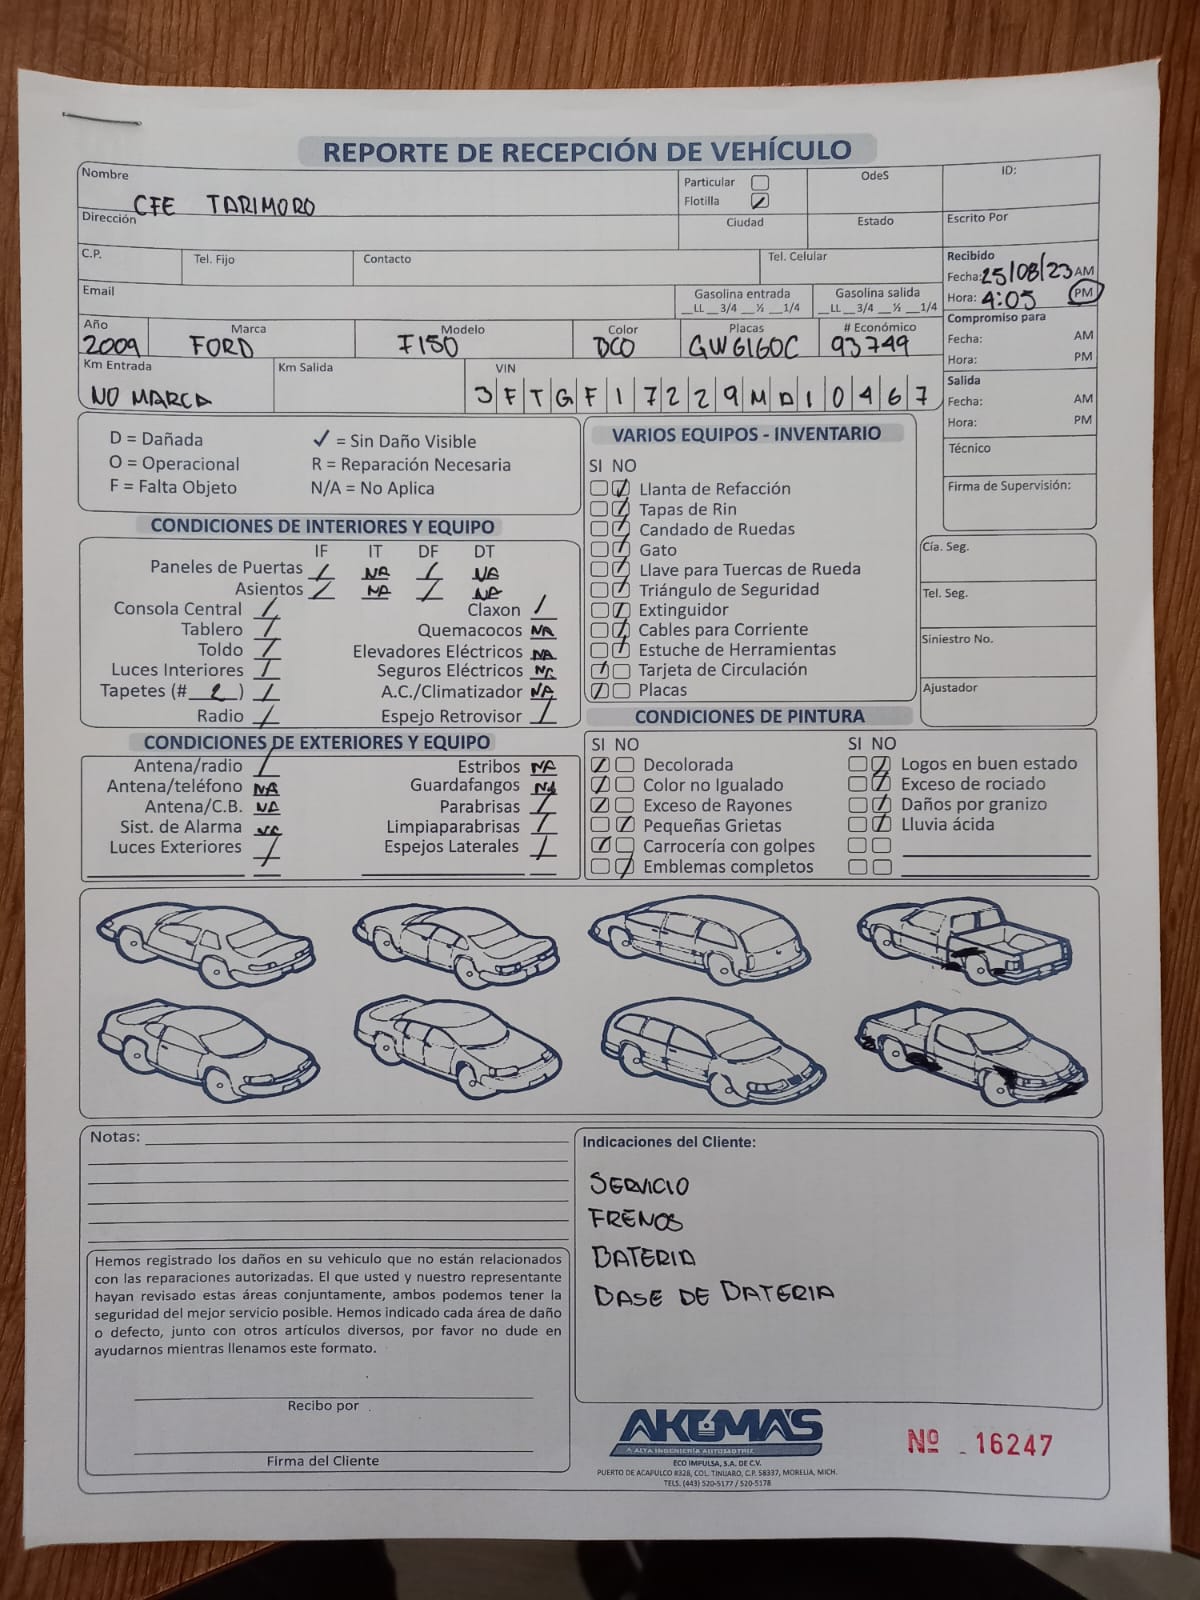 REPORTE DE RECEPCIÓN DE VEHÍCULO
Nombre
CFE TARIMORO
Particular
Flotilla ✓
OdeS
ID:
Dirección
Ciudad
Estado
Escrito Por
C.P.
Tel. Fijo
Contacto
Tel. Celular
Recibido
Fecha: 25/08/23 AM
Hora: 4:05 PM
Email
Gasolina entrada
__LL __3/4 __½ __1/4
Gasolina salida
__LL __3/4 __½ __1/4
Compromiso para
Fecha: AM
Hora: PM
Año
2009
Marca
FORD
Modelo
F150
Color
BCO
Placas
GW6160C
# Económico
93749
Km Entrada
NO MARCA
Km Salida
VIN
3FTGF17229MA10467
Salida
Fecha: AM
Hora: PM
Técnico
Firma de Supervisión:
D = Dañada
✓ = Sin Daño Visible
O = Operacional
R = Reparación Necesaria
F = Falta Objeto
N/A = No Aplica
VARIOS EQUIPOS - INVENTARIO
SI NO
Llanta de Refacción
Tapas de Rin
Candado de Ruedas
Gato
Llave para Tuercas de Rueda
Triángulo de Seguridad
Extinguidor
Cables para Corriente
Estuche de Herramientas
Tarjeta de Circulación
Placas
Cía. Seg.
Tel. Seg.
Siniestro No.
Ajustador
CONDICIONES DE INTERIORES Y EQUIPO
IF IT DF DT
Paneles de Puertas / NA / NA
Asientos / NA / NA
Consola Central /
Claxon /
Tablero /
Quemacocos NA
Toldo /
Elevadores Eléctricos NA
Luces Interiores /
Seguros Eléctricos NA
Tapetes (# 2 ) /
A.C./Climatizador NA
Radio /
Espejo Retrovisor /
CONDICIONES DE EXTERIORES Y EQUIPO
Antena/radio /
Estribos NA
Antena/teléfono NA
Guardafangos NA
Antena/C.B. NA
Parabrisas /
Sist. de Alarma NA
Limpiaparabrisas /
Luces Exteriores /
Espejos Laterales /
CONDICIONES DE PINTURA
SI NO
Decolorada
Color no Igualado
Exceso de Rayones
Pequeñas Grietas
Carrocería con golpes
Emblemas completos
SI NO
Logos en buen estado
Exceso de rociado
Daños por granizo
Lluvia ácida
Notas:
Indicaciones del Cliente:
SERVICIO
FRENOS
BATERIA
BASE DE BATERIA
Hemos registrado los daños en su vehiculo que no están relacionados
con las reparaciones autorizadas. El que usted y nuestro representante
hayan revisado estas áreas conjuntamente, ambos podemos tener la
seguridad del mejor servicio posible. Hemos indicado cada área de daño
o defecto, junto con otros artículos diversos, por favor no dude en
ayudarnos mientras llenamos este formato.
Recibo por
Firma del Cliente
AKUMA'S
ALTA INGENIERÍA AUTOMOTRIZ
ECO IMPULSA, S.A. DE C.V.
PUERTO DE ACAPULCO #328, COL. TINIJARO, C.P. 58337, MORELIA, MICH.
TELS. (443) 520-5177 / 520-5178
Nº 16247